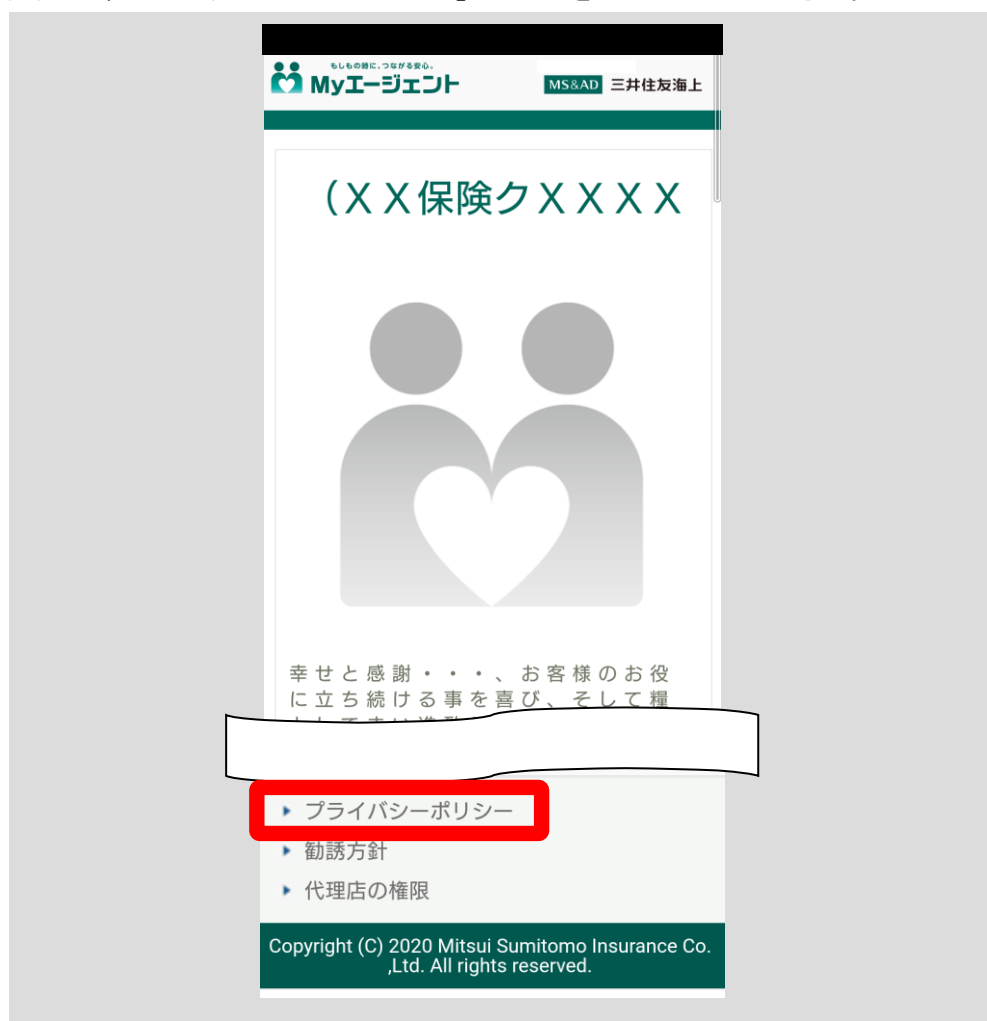 もしもの時に、つながる安心。
Myエージェント
MS&AD 三井住友海上
（ＸＸ保険クＸＸＸＸ
幸せと感謝・・・、お客様のお役
に立ち続ける事を喜び、そして糧
プライバシーポリシー
勧誘方針
代理店の権限
Copyright (C) 2020 Mitsui Sumitomo Insurance Co.
,Ltd. All rights reserved.